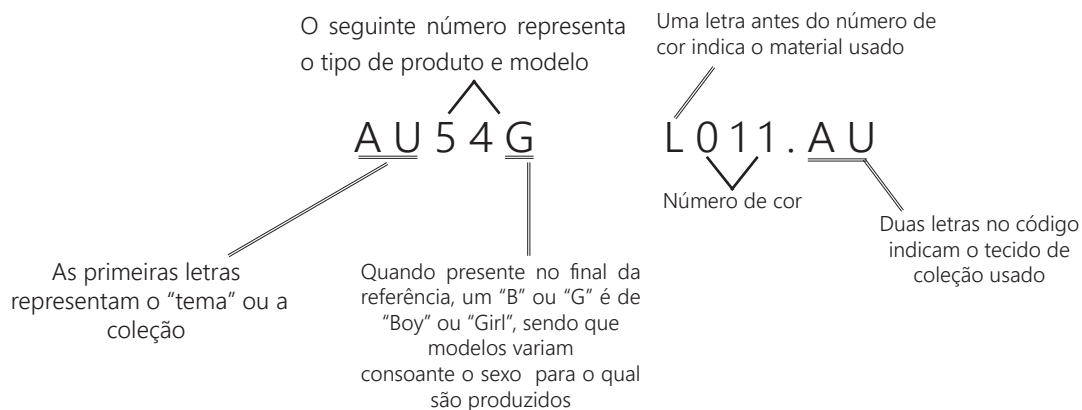 O seguinte número representa
o tipo de produto e modelo
Uma letra antes do número de
cor indica o material usado
AU54G
L011.AU
Número de cor
Duas letras no código
indicam o tecido de
coleção usado
As primeiras letras
representam o “tema” ou a
coleção
Quando presente no final da
referência, um “B” ou “G” é de
“Boy” ou “Girl”, sendo que
modelos variam
consoante o sexo para o qual
são produzidos